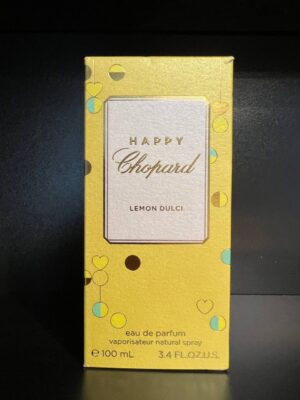 HAPPY
Chopard
LEMON DULCI
eau de parfum
vaporisateur natural spray
℮ 100 mL 3.4 FL.OZ.U.S.